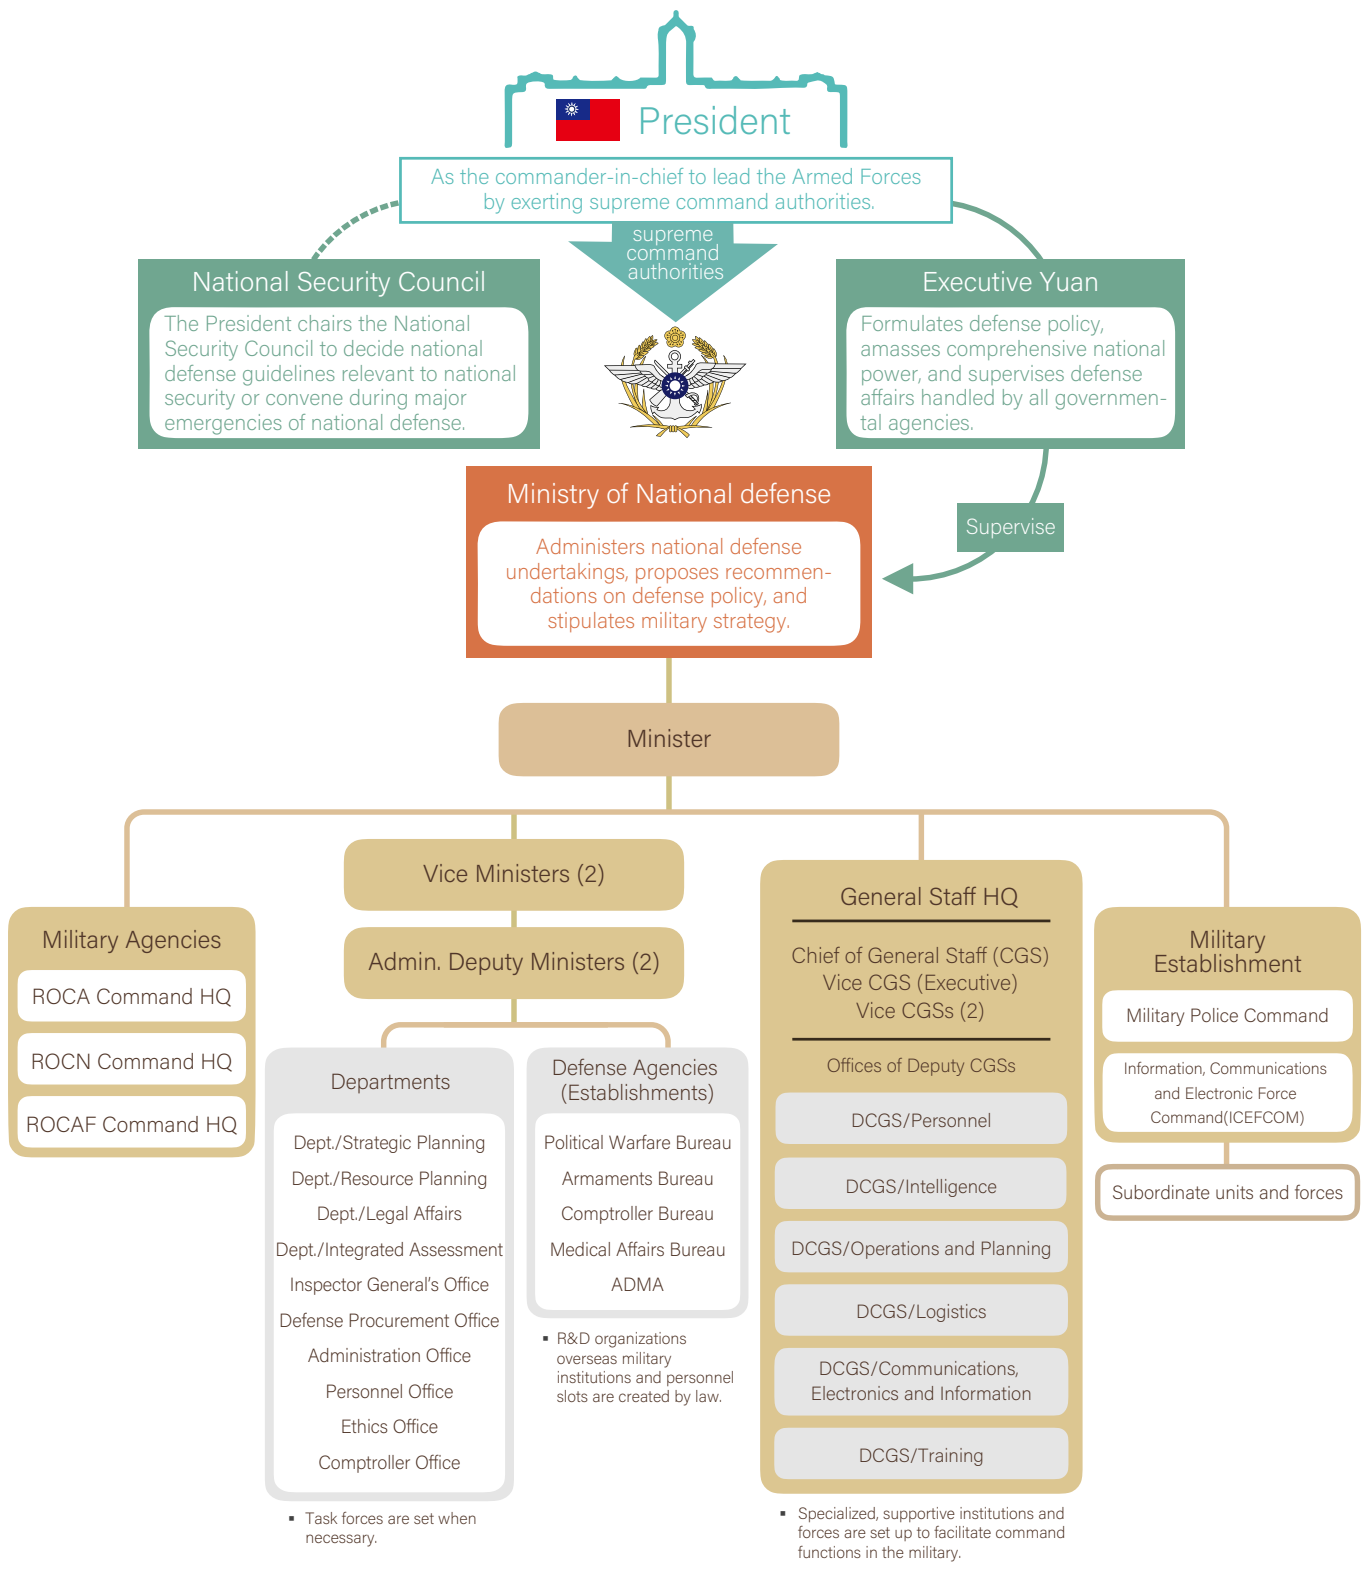 President
As the commander-in-chief to lead the Armed Forces
by exerting supreme command authorities.
supreme
command
authorities
National Security Council
The President chairs the National
Security Council to decide national
defense guidelines relevant to national
security or convene during major
emergencies of national defense.
Executive Yuan
Formulates defense policy,
amasses comprehensive national
power, and supervises defense
affairs handled by all governmen-
tal agencies.
Supervise
Ministry of National defense
Administers national defense
undertakings, proposes recommen-
dations on defense policy, and
stipulates military strategy.
Minister
Military Agencies
ROCA Command HQ
ROCN Command HQ
ROCAF Command HQ
Vice Ministers (2)
Admin. Deputy Ministers (2)
Departments
Dept./Strategic Planning
Dept./Resource Planning
Dept./Legal Affairs
Dept./Integrated Assessment
Inspector General's Office
Defense Procurement Office
Administration Office
Personnel Office
Ethics Office
Comptroller Office
▪ Task forces are set when
necessary.
Defense Agencies
(Establishments)
Political Warfare Bureau
Armaments Bureau
Comptroller Bureau
Medical Affairs Bureau
ADMA
▪ R&D organizations
overseas military
institutions and personnel
slots are created by law.
General Staff HQ
Chief of General Staff (CGS)
Vice CGS (Executive)
Vice CGSs (2)
Offices of Deputy CGSs
DCGS/Personnel
DCGS/Intelligence
DCGS/Operations and Planning
DCGS/Logistics
DCGS/Communications,
Electronics and Information
DCGS/Training
▪ Specialized, supportive institutions and
forces are set up to facilitate command
functions in the military.
Military
Establishment
Military Police Command
Information, Communications
and Electronic Force
Command(ICEFCOM)
Subordinate units and forces